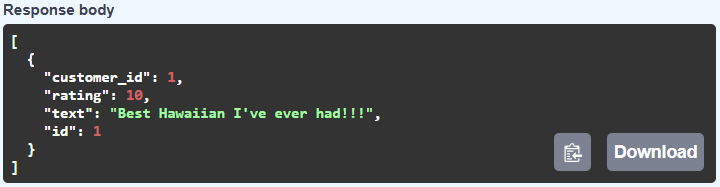 Response body
[
  {
    "customer_id": 1,
    "rating": 10,
    "text": "Best Hawaiian I've ever had!!!",
    "id": 1
  }
]
Download